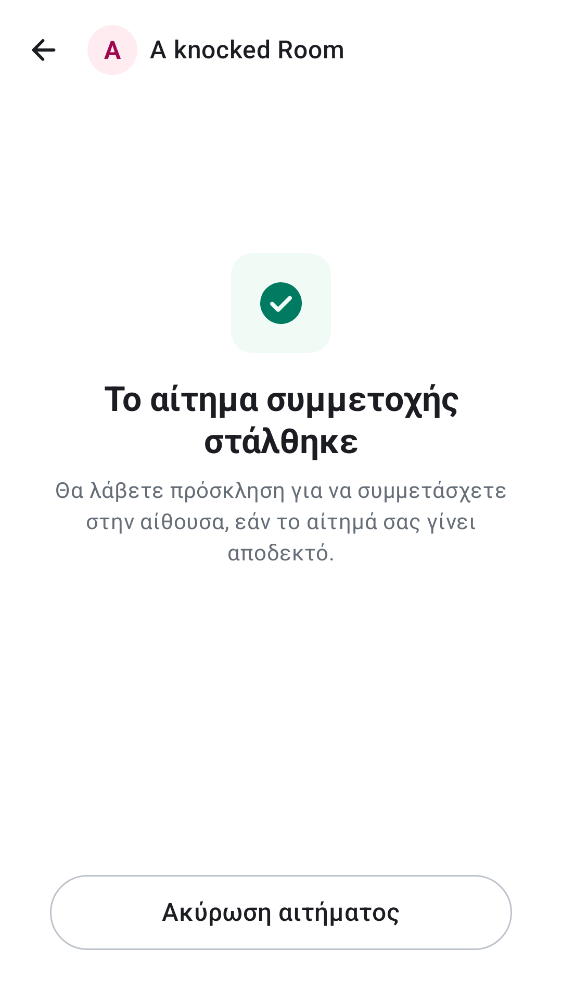 A A knocked Room
Το αίτημα συμμετοχής
στάλθηκε
Θα λάβετε πρόσκληση για να συμμετάσχετε
στην αίθουσα, εάν το αίτημά σας γίνει
αποδεκτό.
Ακύρωση αιτήματος